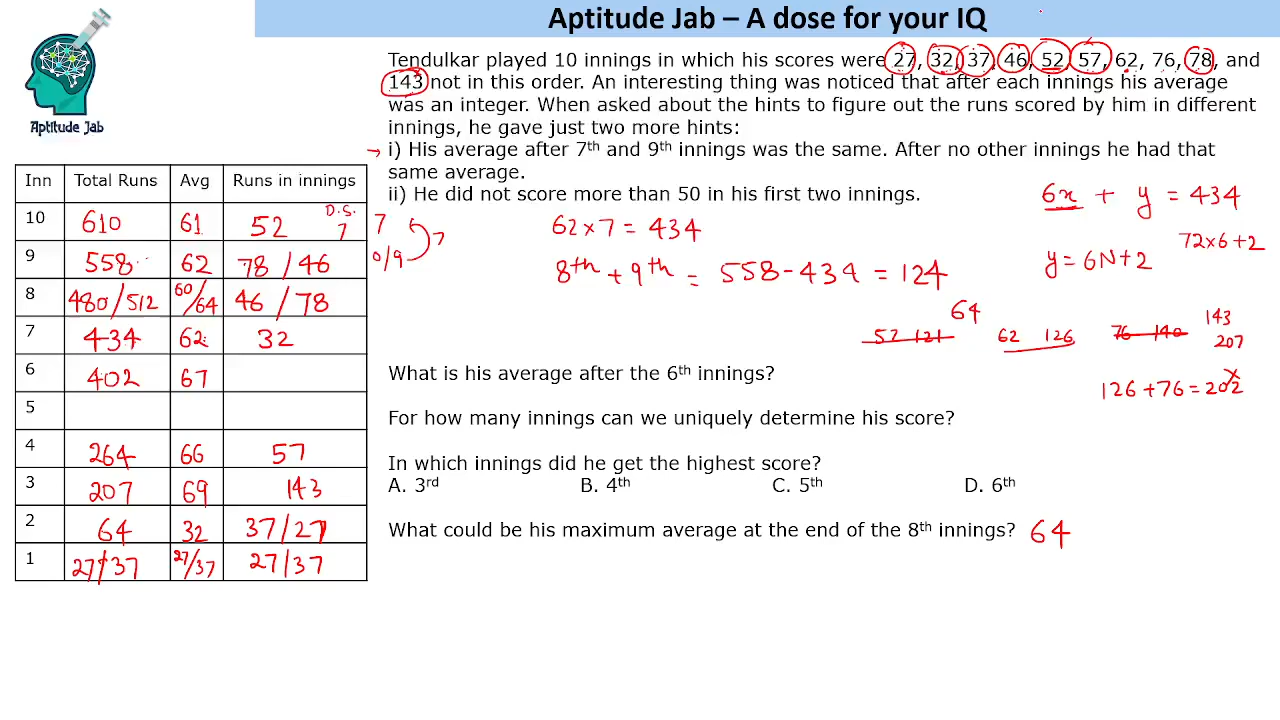 Aptitude Jab – A dose for your IQ
Aptitude Jab
Tendulkar played 10 innings in which his scores were 27, 32, 37, 46, 52, 57, 62, 76, 78, and
143 not in this order. An interesting thing was noticed that after each innings his average
was an integer. When asked about the hints to figure out the runs scored by him in different
innings, he gave just two more hints:
→ i) His average after 7th and 9th innings was the same. After no other innings he had that
same average.
ii) He did not score more than 50 in his first two innings.
Inn Total Runs Avg Runs in innings
10 610 61 52 D.S. 7
9 558 62 78 / 46
8 480/512 60/64 46 / 78
7 434 62 32
6 402 67
5
4 264 66 57
3 207 69 143
2 64 32 37/27
1 27/37 27/37 27/37
7
0/9 7
62 x 7 = 434
8th + 9th = 558 - 434 = 124
6x + y = 434
y = 6N+2 72x6+2
64
52 121 62 126 76 140 143
207
126 + 76 = 202 x
What is his average after the 6th innings?
For how many innings can we uniquely determine his score?
In which innings did he get the highest score?
A. 3rd B. 4th C. 5th D. 6th
What could be his maximum average at the end of the 8th innings? 64